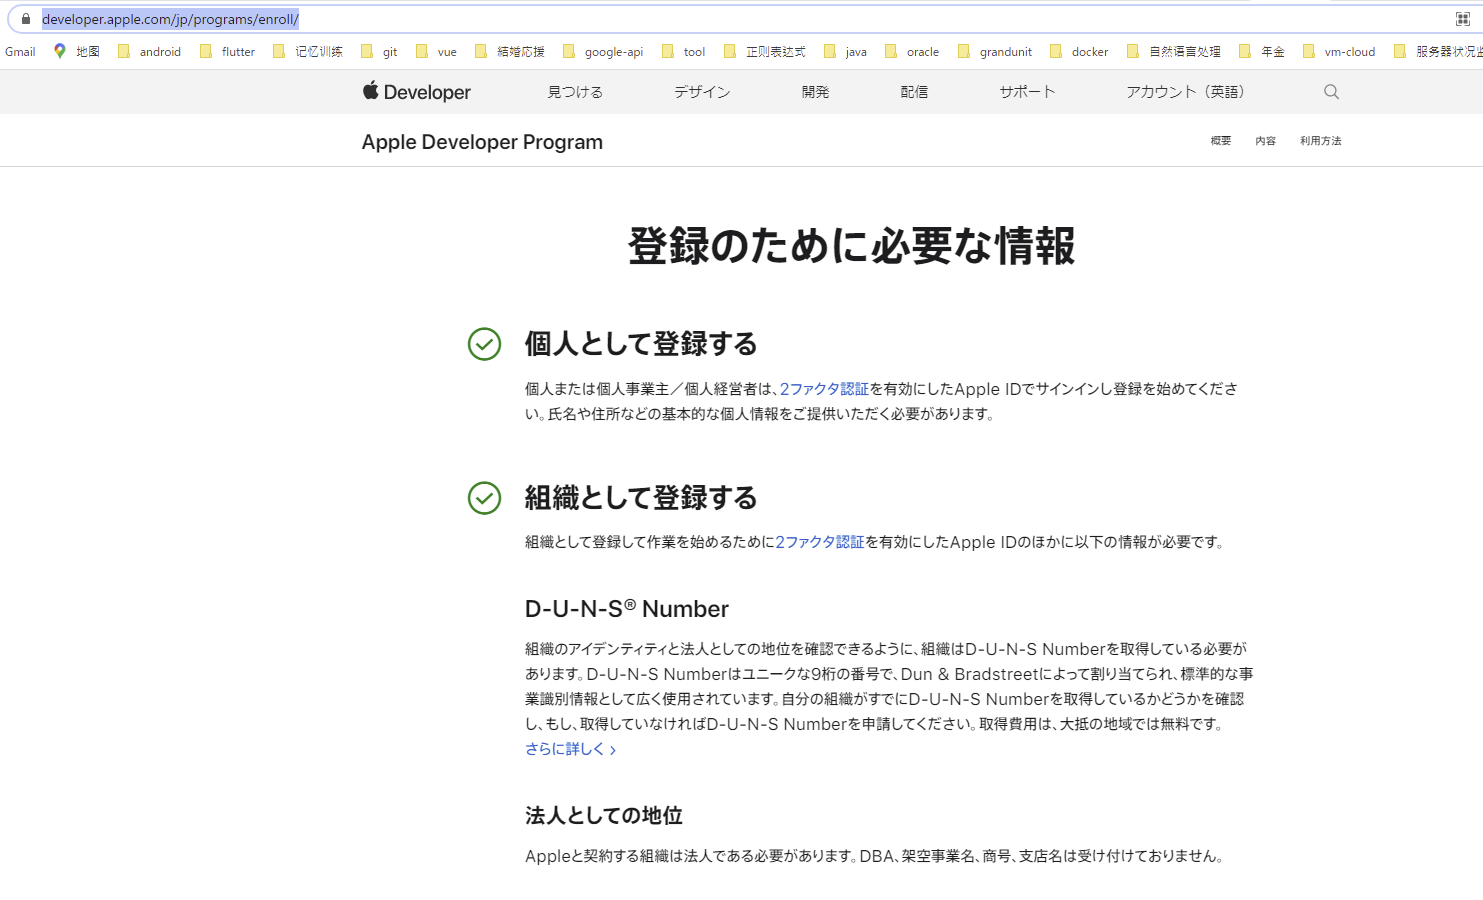 developer.apple.com/jp/programs/enroll/
Gmail 地图 android flutter 记忆训练 git vue 結婚応援 google-api tool 正则表达式 java oracle grandunit docker 自然语言处理 年金 vm-cloud 服务器状况监
Developer 見つける デザイン 開発 配信 サポート アカウント（英語）
Apple Developer Program 概要 内容 利用方法
登録のために必要な情報
個人として登録する
個人または個人事業主／個人経営者は、2ファクタ認証を有効にしたApple IDでサインインし登録を始めてくださ
い。氏名や住所などの基本的な個人情報をご提供いただく必要があります。
組織として登録する
組織として登録して作業を始めるために2ファクタ認証を有効にしたApple IDのほかに以下の情報が必要です。
D-U-N-S® Number
組織のアイデンティティと法人としての地位を確認できるように、組織はD-U-N-S Numberを取得している必要が
あります。D-U-N-S Numberはユニークな9桁の番号で、Dun & Bradstreetによって割り当てられ、標準的な事
業識別情報として広く使用されています。自分の組織がすでにD-U-N-S Numberを取得しているかどうかを確認
し、もし、取得していなければD-U-N-S Numberを申請してください。取得費用は、大抵の地域では無料です。
さらに詳しく >
法人としての地位
Appleと契約する組織は法人である必要があります。DBA、架空事業名、商号、支店名は受け付けておりません。